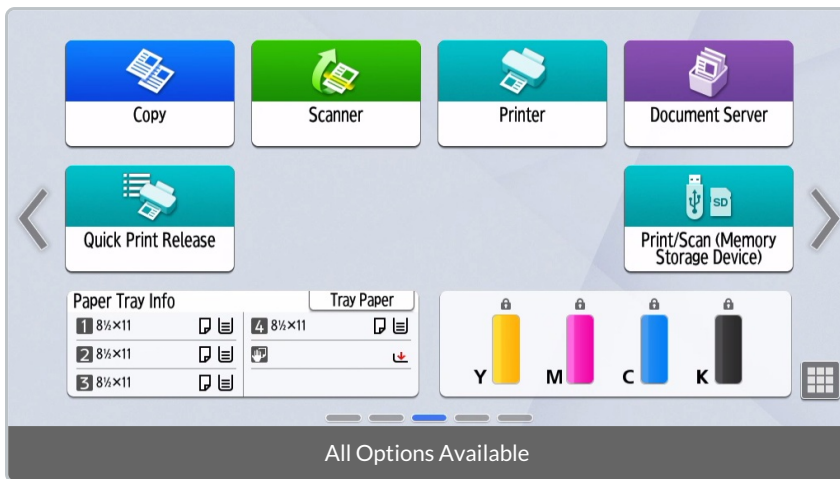 Copy
Scanner
Printer
Document Server
SD
Quick Print Release
Print/Scan (Memory
Storage Device)
Paper Tray Info
Tray Paper
1 8½×11
4 8½×11
2 8½×11
3 8½×11
Y M C K
All Options Available